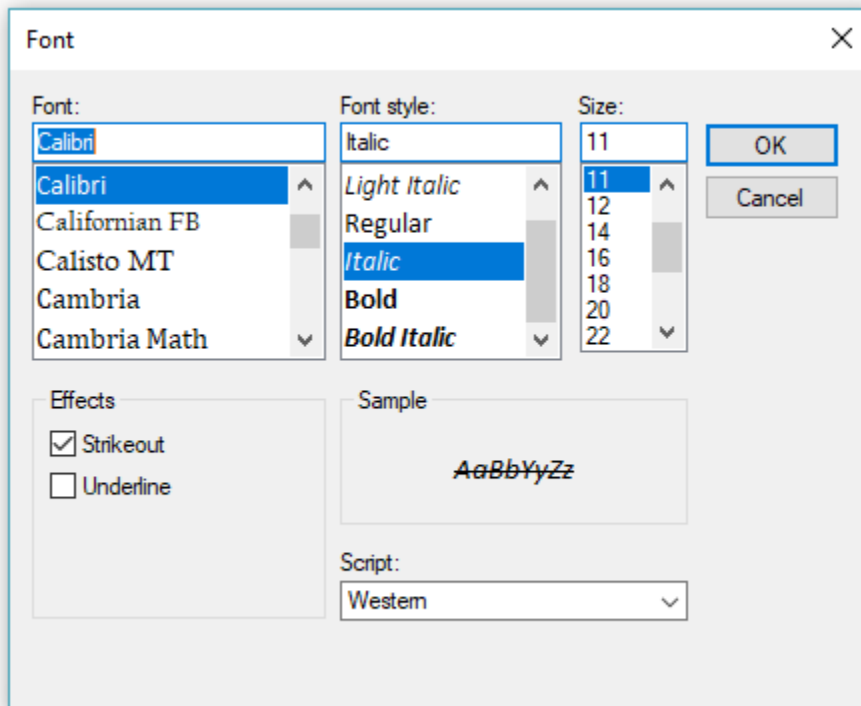 Font
Font:
Calibri
Calibri
Californian FB
Calisto MT
Cambria
Cambria Math
Font style:
Italic
Light Italic
Regular
Italic
Bold
Bold Italic
Size:
11
11
12
14
16
18
20
22
OK
Cancel
Effects
Strikeout
Underline
Sample
AaBbYyZz
Script:
Western